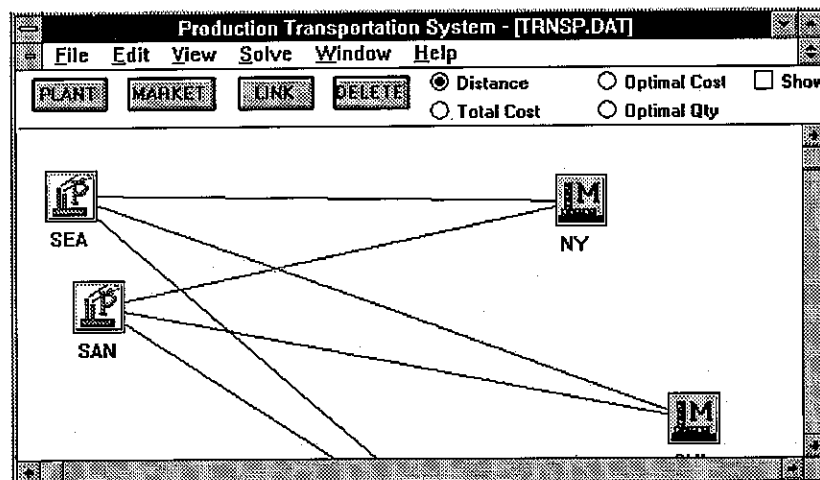 Production Transportation System - [TRNSP.DAT]
File Edit View Solve Window Help
PLANT MARKET LINK DELETE Distance Optimal Cost Show
Total Cost Optimal Qty
P M
SEA NY
P
SAN
M